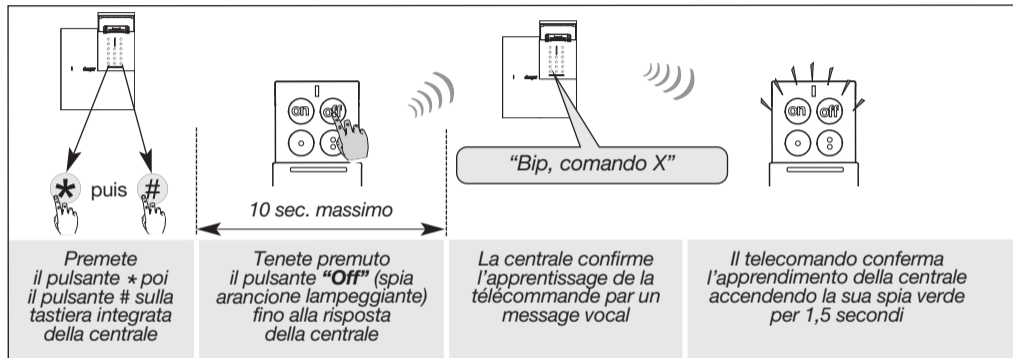 on off
* puis #
10 sec. massimo
“Bip, comando X”
on off
Premete
il pulsante * poi
il pulsante # sulla
tastiera integrata
della centrale
Tenete premuto
il pulsante “Off” (spia
arancione lampeggiante)
fino alla risposta
della centrale
La centrale confirme
l’apprentissage de la
télécommande par un
message vocal
Il telecomando conferma
l’apprendimento della centrale
accendendo la sua spia verde
per 1,5 secondi